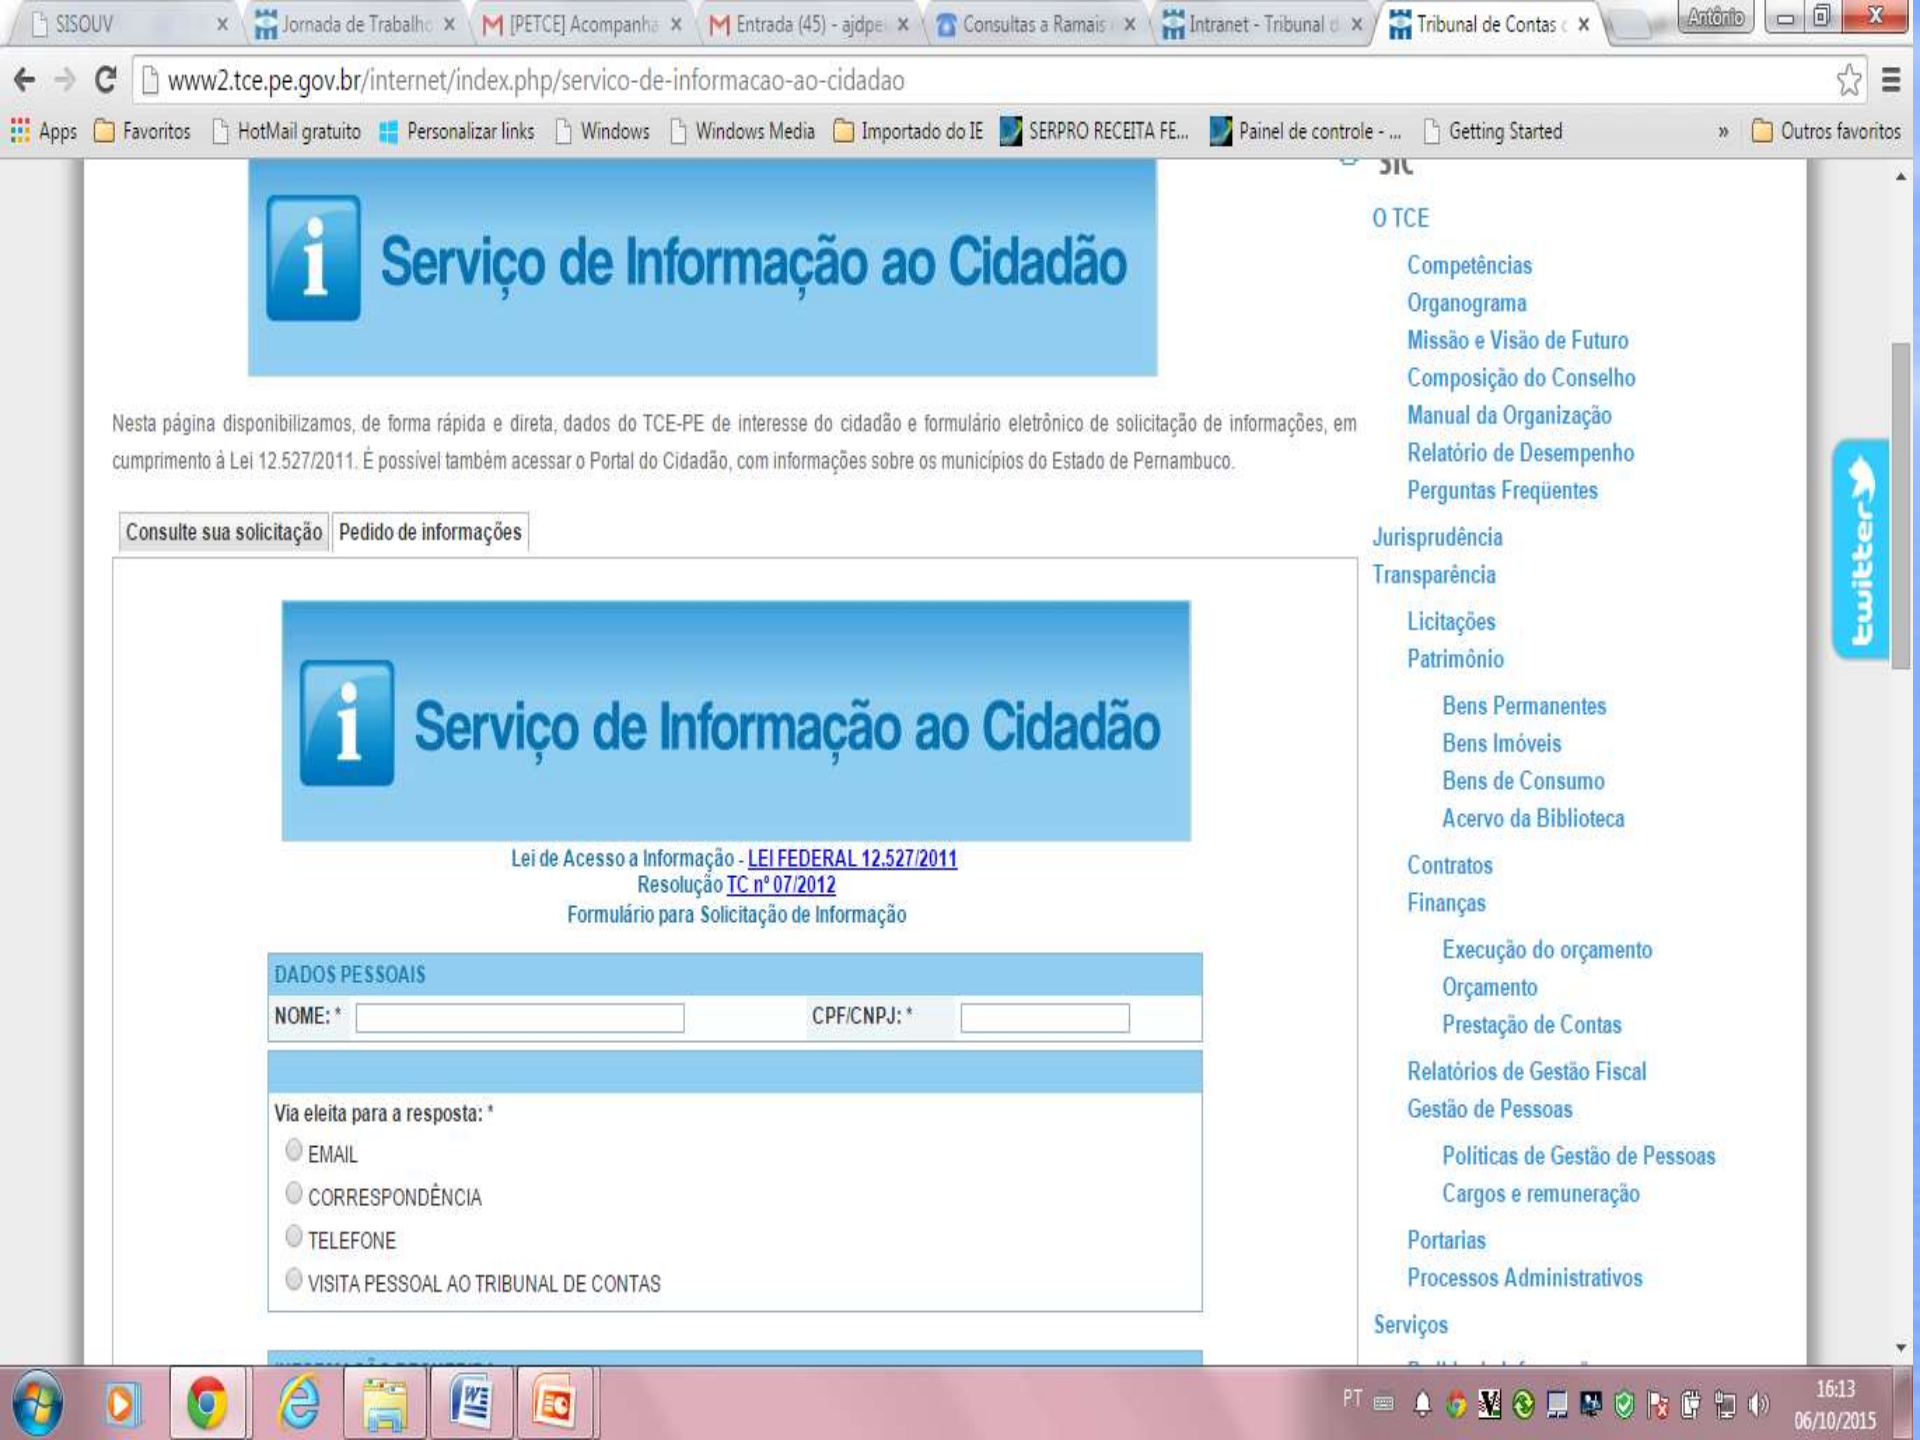 SISOUV
Jornada de Trabalho
[PETCE] Acompanha
Entrada (45) - ajdpe
Consultas a Ramais
Intranet - Tribunal d
Tribunal de Contas
Antônio
www2.tce.pe.gov.br/internet/index.php/servico-de-informacao-ao-cidadao
Apps Favoritos HotMail gratuito Personalizar links Windows Windows Media Importado do IE SERPRO RECEITA FE... Painel de controle - ... Getting Started » Outros favoritos
Serviço de Informação ao Cidadão
Nesta página disponibilizamos, de forma rápida e direta, dados do TCE-PE de interesse do cidadão e formulário eletrônico de solicitação de informações, em
cumprimento à Lei 12.527/2011. É possível também acessar o Portal do Cidadão, com informações sobre os municípios do Estado de Pernambuco.
Consulte sua solicitação Pedido de informações
Serviço de Informação ao Cidadão
Lei de Acesso a Informação - LEI FEDERAL 12.527/2011
Resolução TC nº 07/2012
Formulário para Solicitação de Informação
DADOS PESSOAIS
NOME: * CPF/CNPJ: *
Via eleita para a resposta: *
EMAIL
CORRESPONDÊNCIA
TELEFONE
VISITA PESSOAL AO TRIBUNAL DE CONTAS
SIC
O TCE
Competências
Organograma
Missão e Visão de Futuro
Composição do Conselho
Manual da Organização
Relatório de Desempenho
Perguntas Freqüentes
Jurisprudência
Transparência
Licitações
Patrimônio
Bens Permanentes
Bens Imóveis
Bens de Consumo
Acervo da Biblioteca
Contratos
Finanças
Execução do orçamento
Orçamento
Prestação de Contas
Relatórios de Gestão Fiscal
Gestão de Pessoas
Políticas de Gestão de Pessoas
Cargos e remuneração
Portarias
Processos Administrativos
Serviços
twitter
PT
16:13
06/10/2015